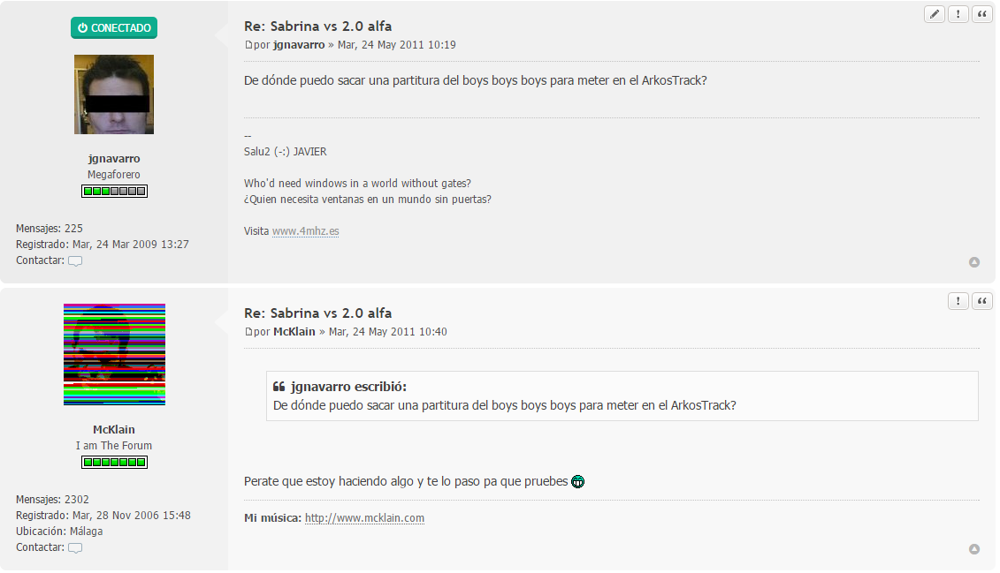 CONECTADO
jgnavarro
Megaforero
Mensajes: 225
Registrado: Mar, 24 Mar 2009 13:27
Contactar:
Re: Sabrina vs 2.0 alfa
por jgnavarro » Mar, 24 May 2011 10:19
De dónde puedo sacar una partitura del boys boys boys para meter en el ArkosTrack?
--
Salu2 (-:) JAVIER
Who'd need windows in a world without gates?
¿Quien necesita ventanas en un mundo sin puertas?
Visita www.4mhz.es
McKlain
I am The Forum
Mensajes: 2302
Registrado: Mar, 28 Nov 2006 15:48
Ubicación: Málaga
Contactar:
Re: Sabrina vs 2.0 alfa
por McKlain » Mar, 24 May 2011 10:40
jgnavarro escribió:
De dónde puedo sacar una partitura del boys boys boys para meter en el ArkosTrack?
Perate que estoy haciendo algo y te lo paso pa que pruebes
Mi música: http://www.mcklain.com